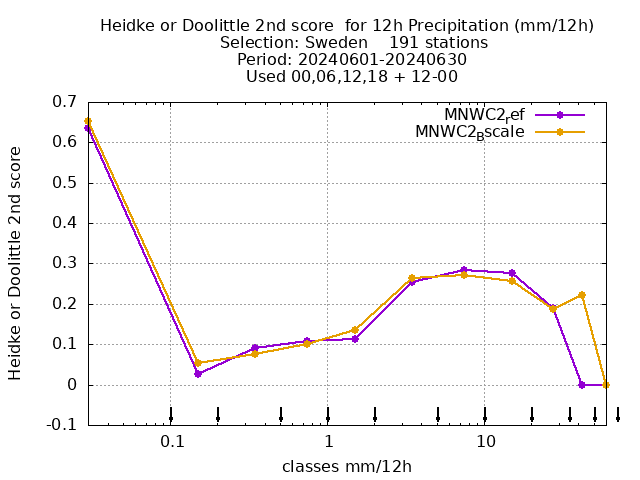 Heidke or Doolittle 2nd score  for 12h Precipitation (mm/12h)
Selection: Sweden    191 stations
Period: 20240601-20240630
Used 00,06,12,18 + 12-00
MNWC2ref
MNWC2Bscale
0.7
0.6
0.5
0.4
0.3
0.2
0.1
0
-0.1
Heidke or Doolittle 2nd score
0.1
1
10
classes mm/12h